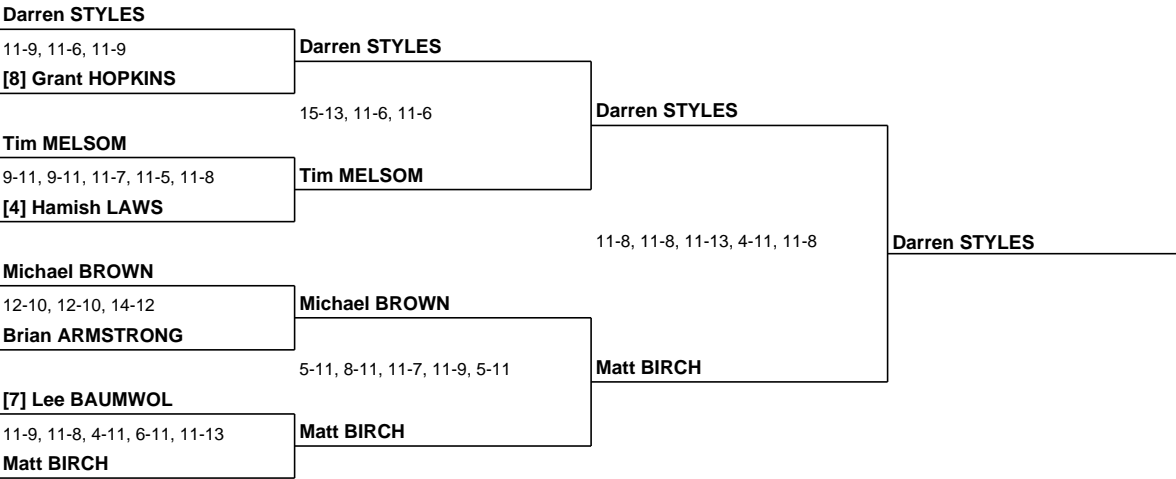 Darren STYLES
11-9, 11-6, 11-9
[8] Grant HOPKINS
Tim MELSOM
9-11, 9-11, 11-7, 11-5, 11-8
[4] Hamish LAWS
Michael BROWN
12-10, 12-10, 14-12
Brian ARMSTRONG
[7] Lee BAUMWOL
11-9, 11-8, 4-11, 6-11, 11-13
Matt BIRCH
Darren STYLES
15-13, 11-6, 11-6
Tim MELSOM
Michael BROWN
5-11, 8-11, 11-7, 11-9, 5-11
Matt BIRCH
Darren STYLES
11-8, 11-8, 11-13, 4-11, 11-8
Matt BIRCH
Darren STYLES